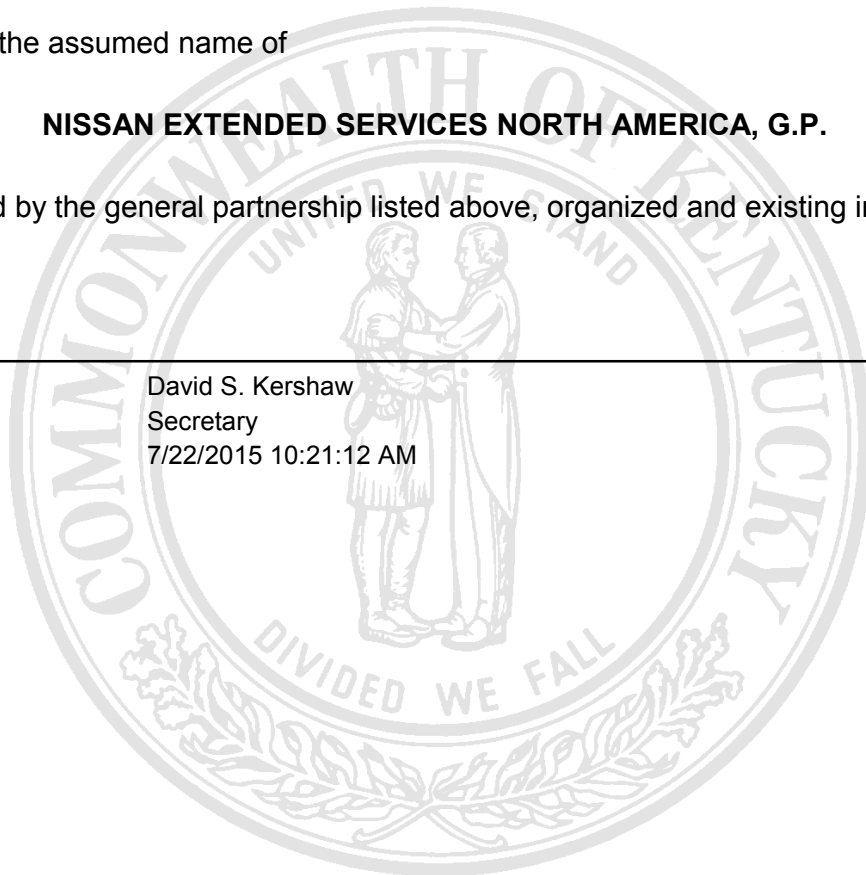 the assumed name of
NISSAN EXTENDED SERVICES NORTH AMERICA, G.P.
d by the general partnership listed above, organized and existing i
David S. Kershaw
Secretary
7/22/2015 10:21:12 AM
COMMONWEALTH OF KENTUCKY
UNITED WE STAND
DIVIDED WE FALL